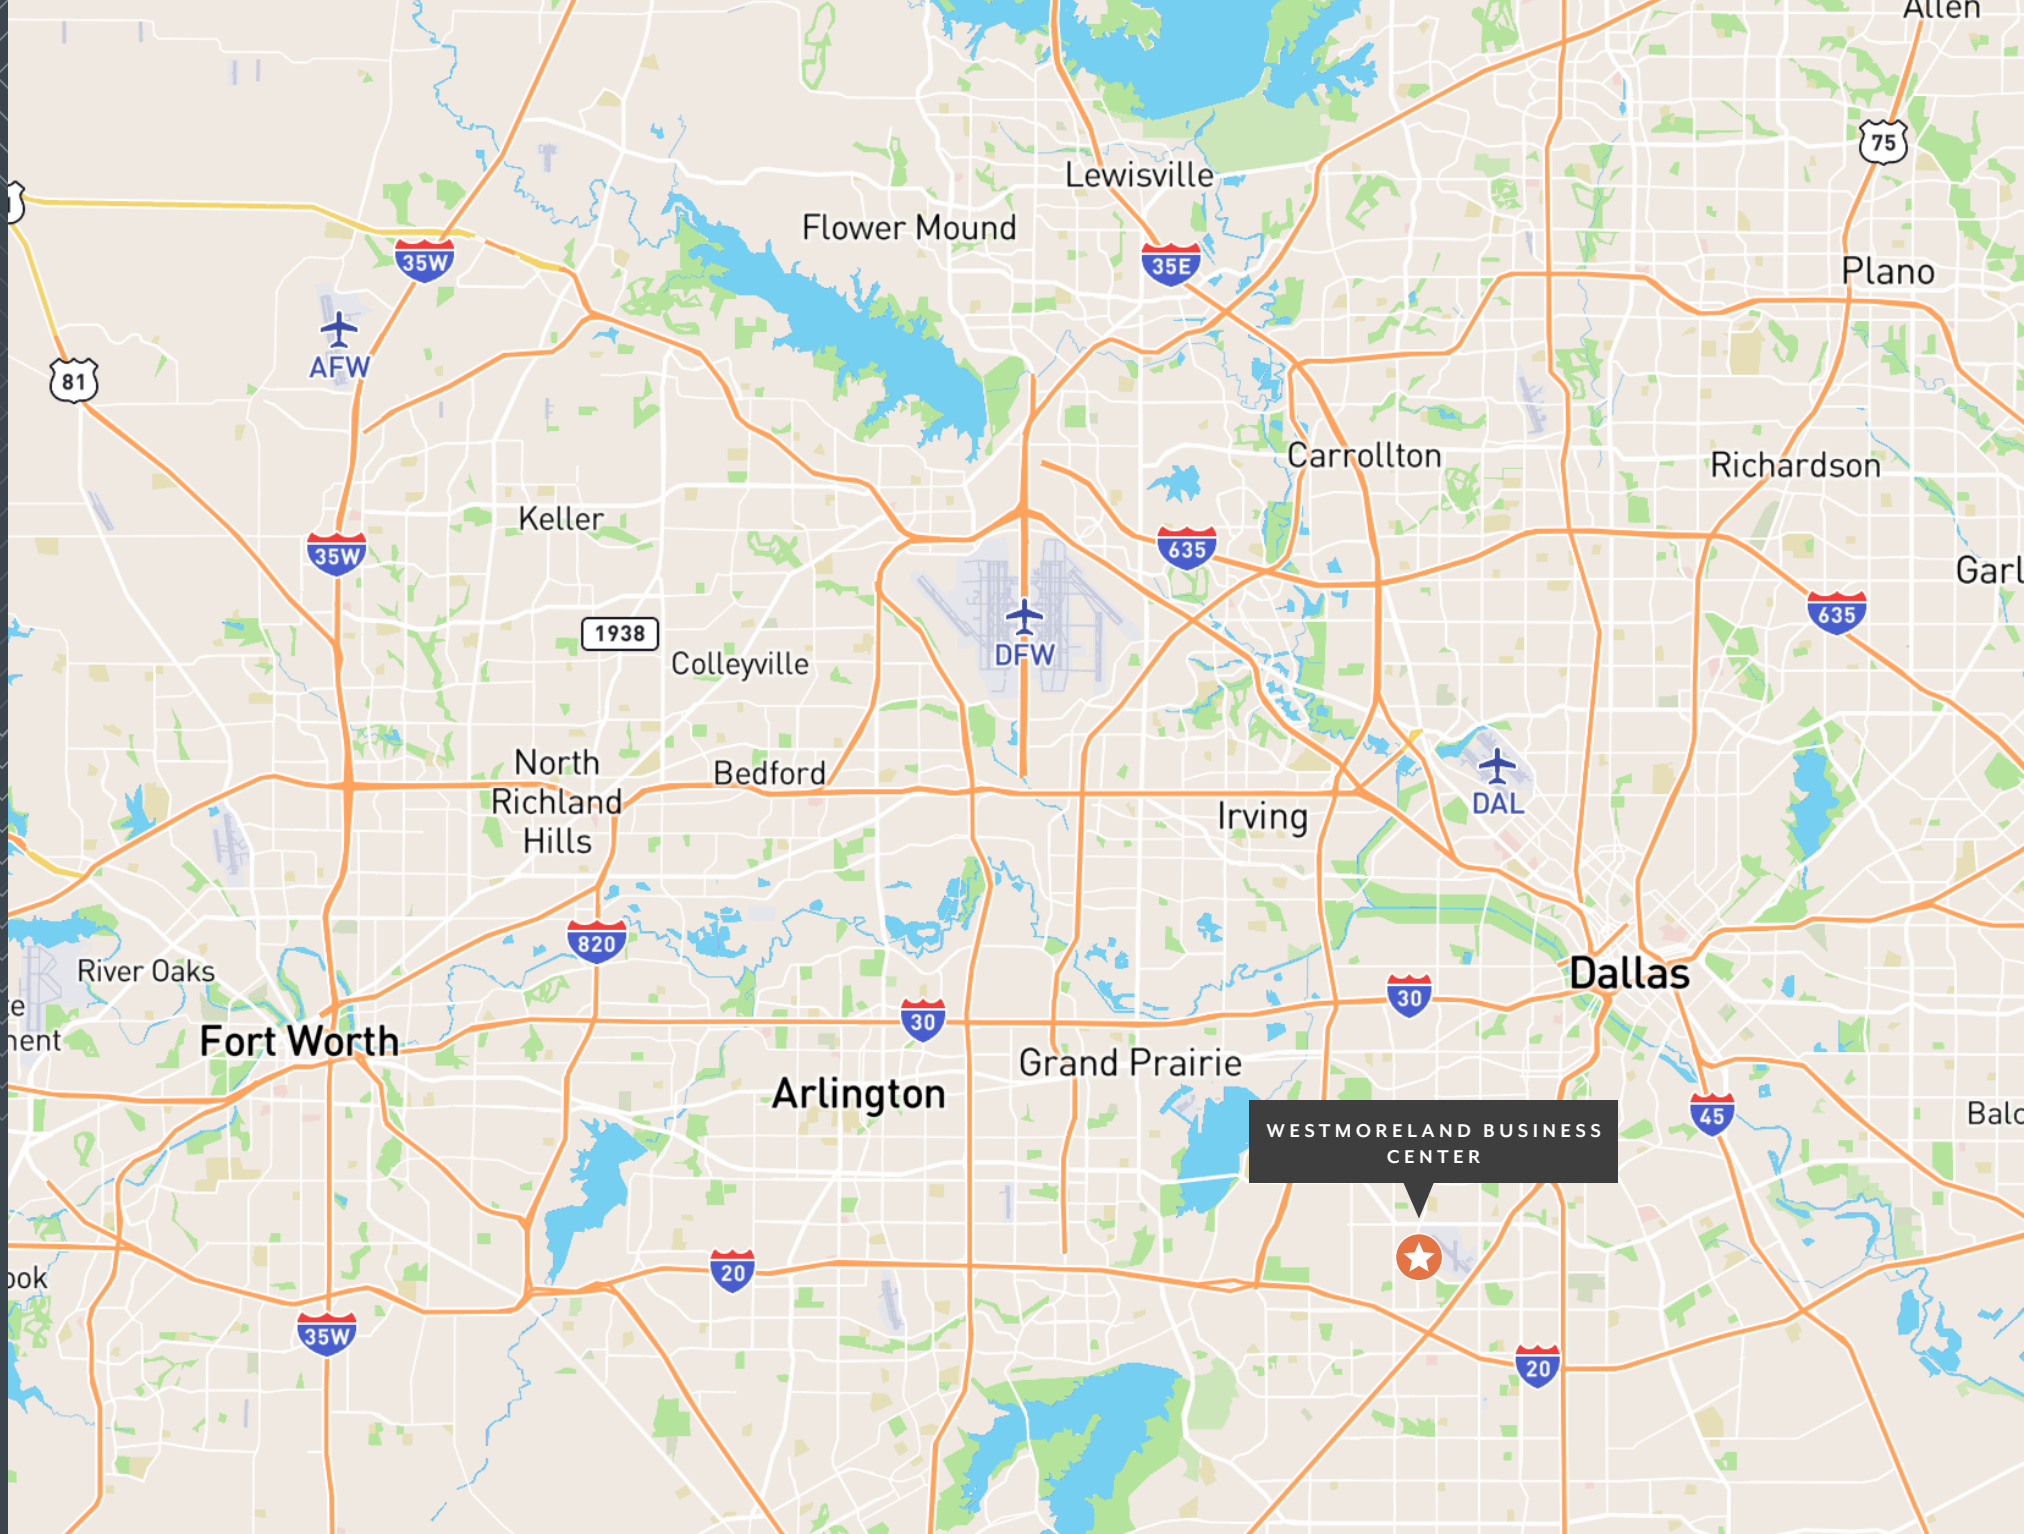 Allen
75
Lewisville
Flower Mound
35W
35E
Plano
AFW
81
Carrollton
Richardson
Keller
35W
635
635
1938
DFW
Colleyville
North
Richland
Hills
Bedford
Irving
DAL
820
River Oaks
Dallas
30
30
Fort Worth
Grand Prairie
Arlington
45
WESTMORELAND BUSINESS
CENTER
20
35W
20